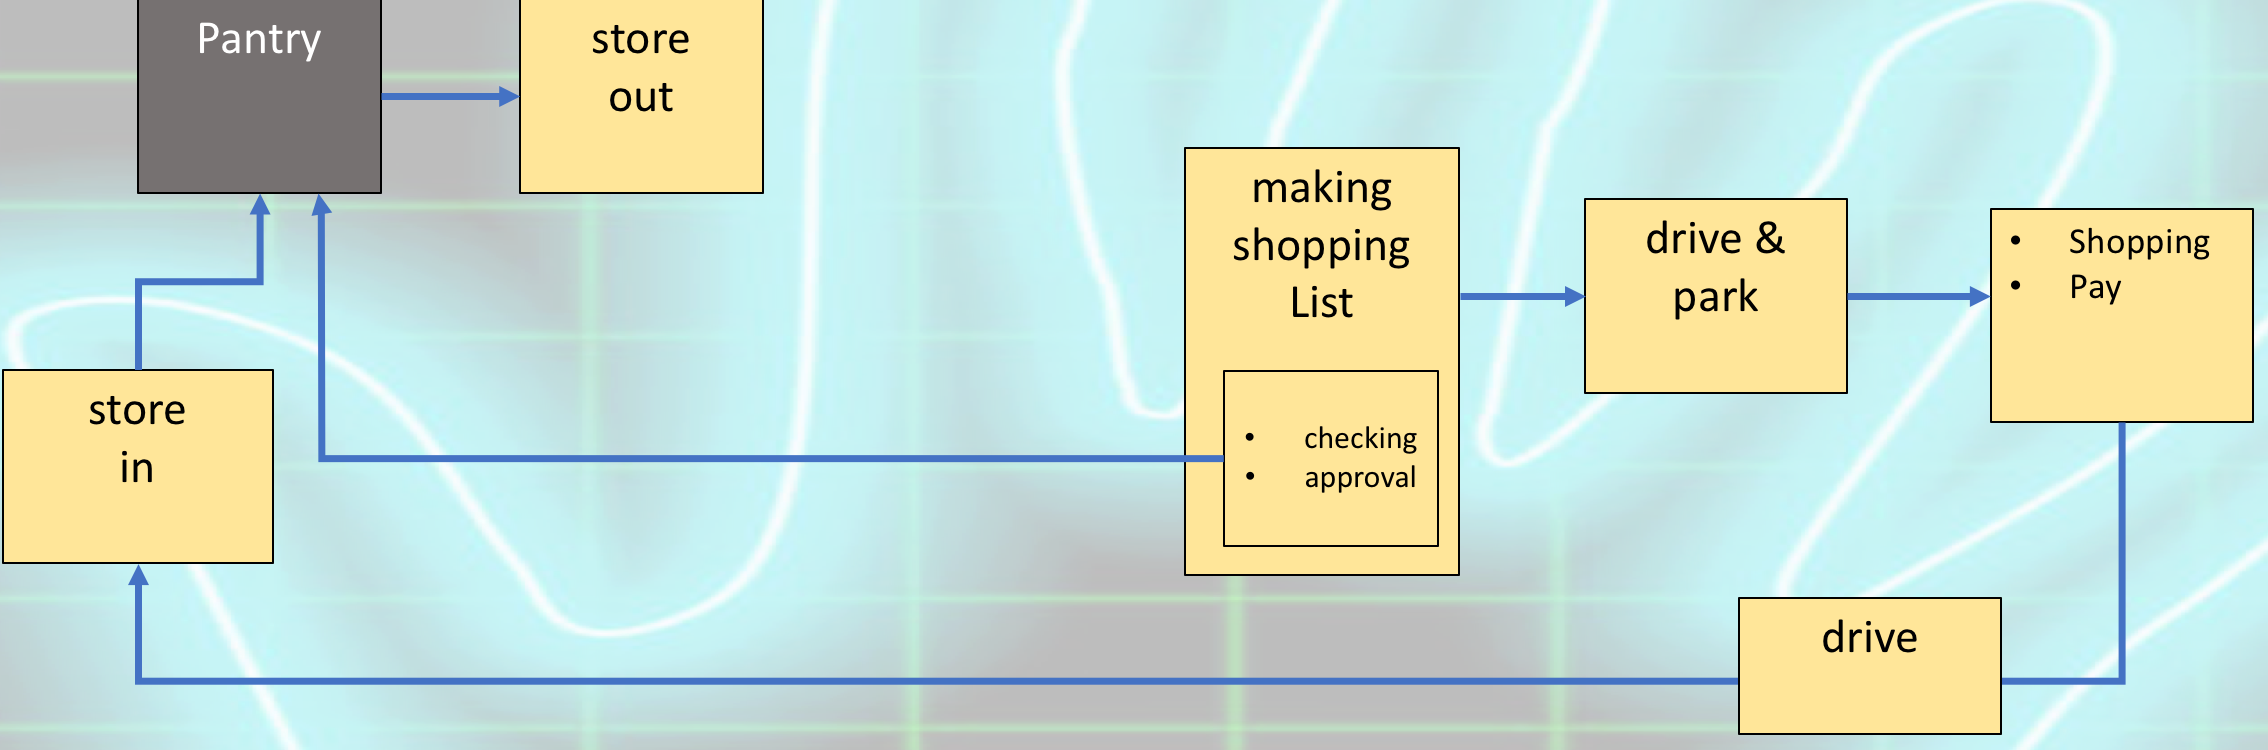 Pantry
store
out
making
shopping
List
• checking
• approval
drive &
park
• Shopping
• Pay
store
in
drive